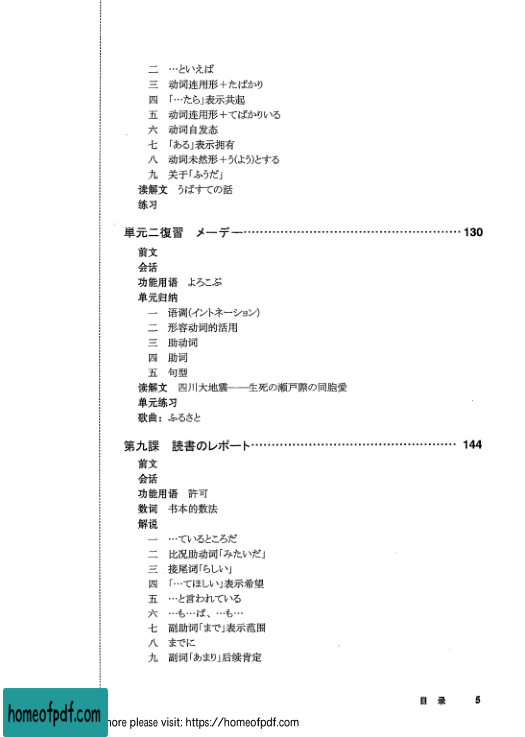 二　…といえば
三　动词连用形＋たばかり
四　「…たら」表示共起
五　动词连用形＋てばかりいる
六　动词自发态
七　「ある」表示拥有
八　动词未然形＋う(よう)とする
九　关于「ふうだ」
读解文　うばすての話
练习
単元二復習　メーデー……………………………………………130
前文
会话
功能用语　よろこぶ
单元归纳
一　语调(イントネーション)
二　形容动词的活用
三　助动词
四　助词
五　句型
读解文　四川大地震——生死の瀬戸際の同胞愛
单元练习
歌曲：ふるさと
第九課　読書のレポート……………………………………………144
前文
会话
功能用语　許可
数词　书本的数法
解说
一　…ているところだ
二　比况助动词「みたいだ」
三　接尾词「らしい」
四　「…てほしい」表示希望
五　…と言われている
六　…も…ば、…も…
七　副助词「まで」表示范围
八　までに
九　副词「あまり」后续肯定
目　录　5
homeofpdf.com
more please visit: https://homeofpdf.com